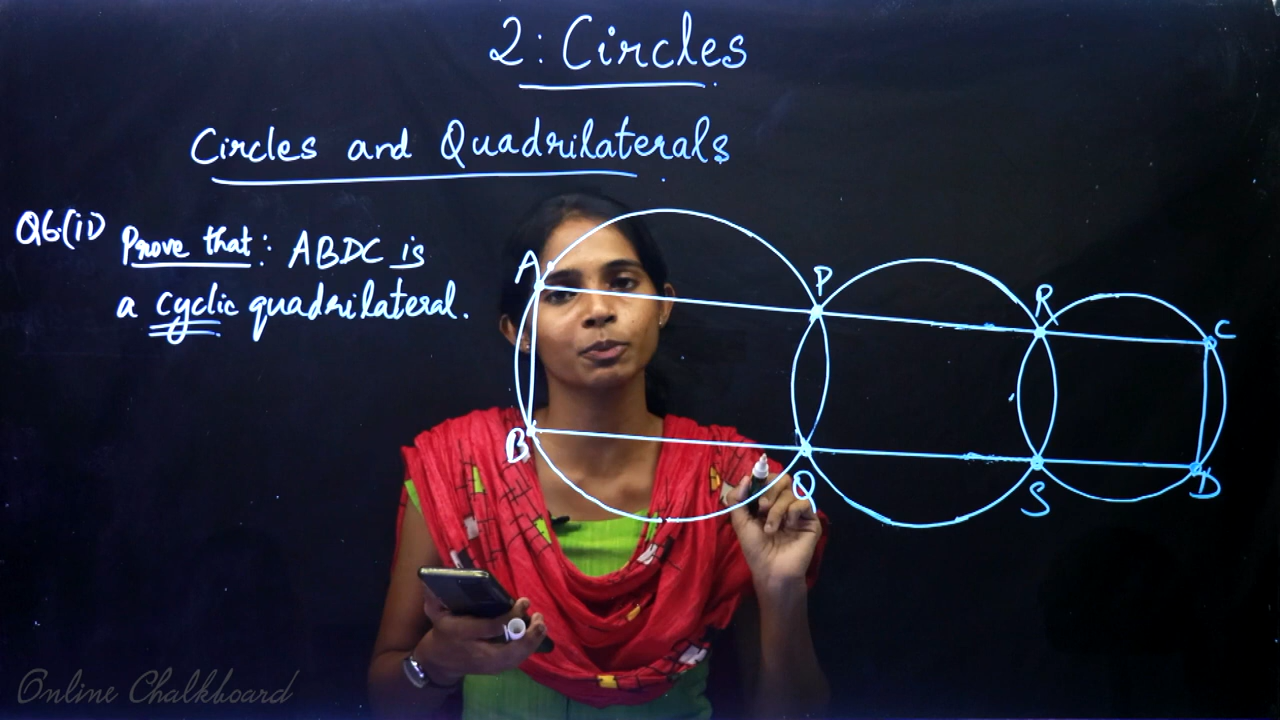 2: Circles
Circles and Quadrilaterals
Q6.(ii) Prove that: ABDC is
a cyclic quadrilateral.
A
P
R
C
B
Q
S
D
Online Chalkboard